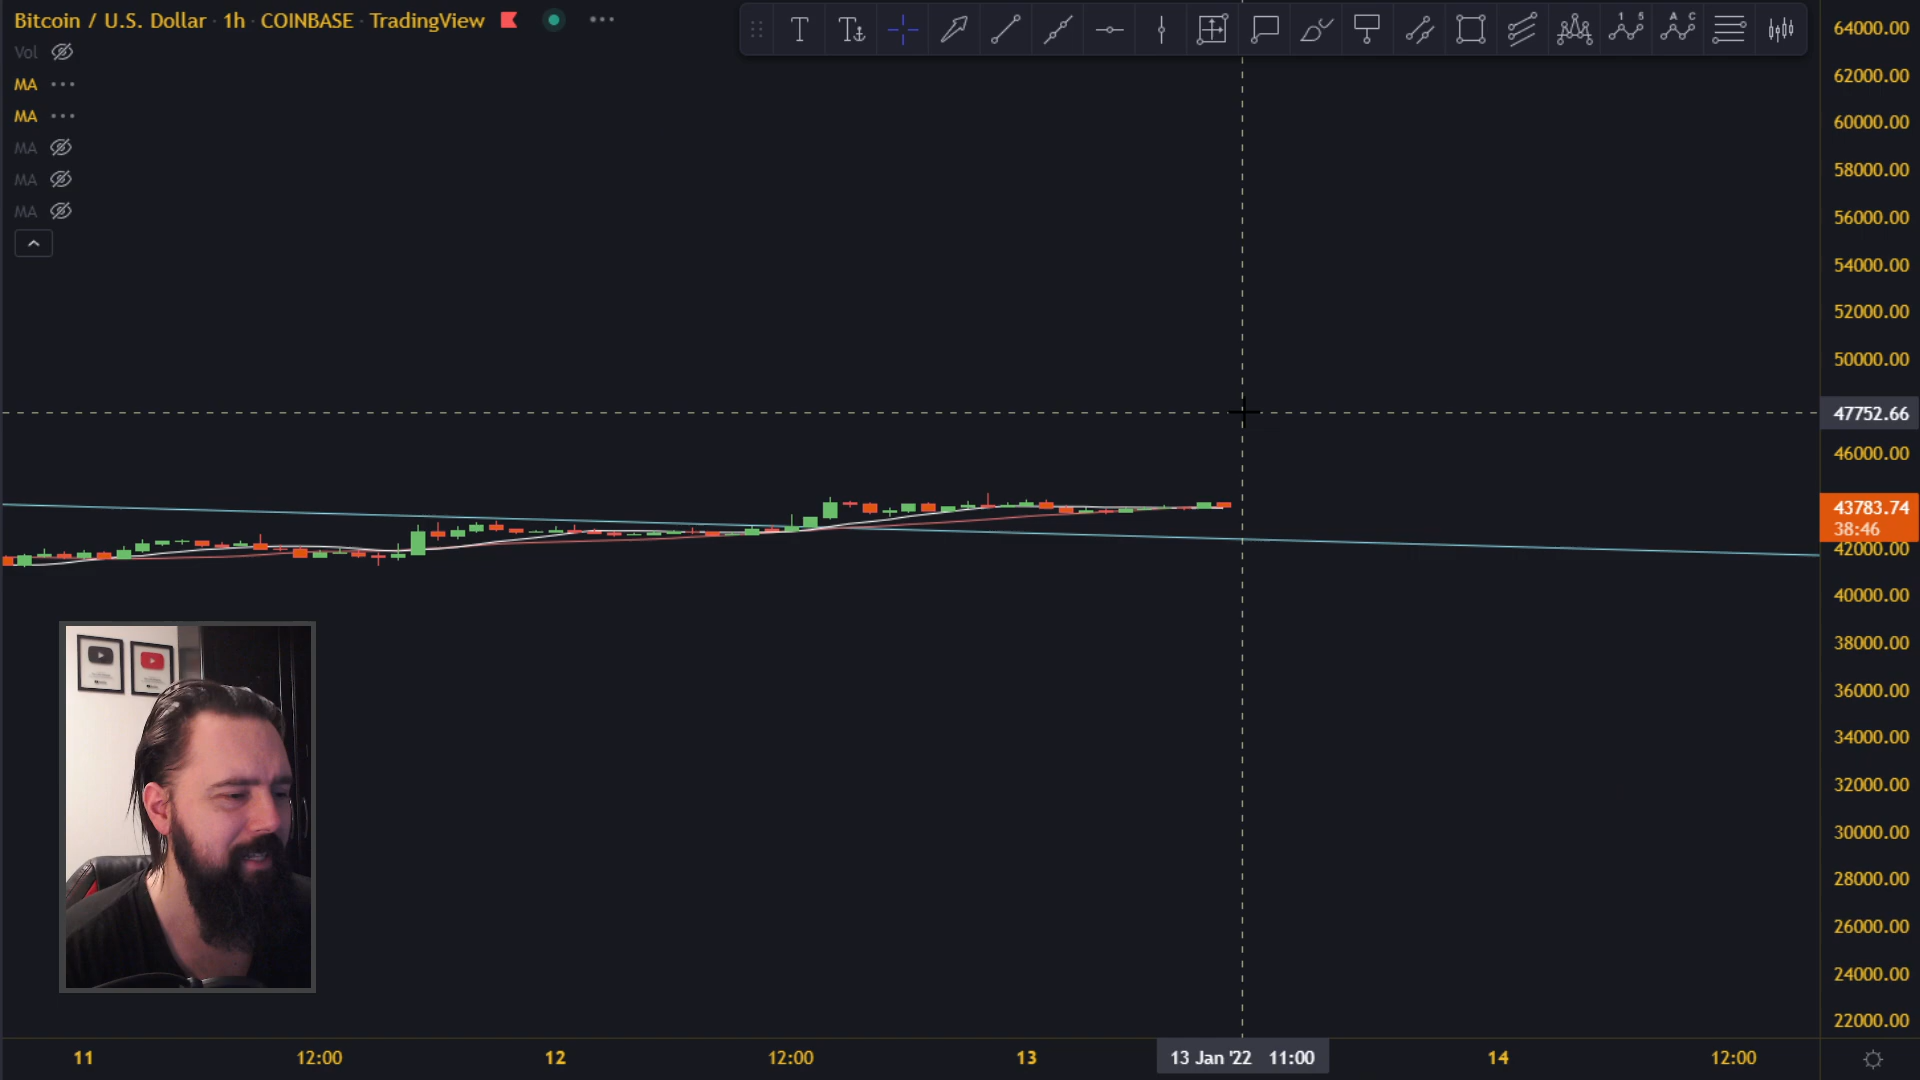 Bitcoin / U.S. Dollar · 1h · COINBASE · TradingView
Vol
MA
MA
MA
MA
MA
T
T
1 5
A C
64000.00
62000.00
60000.00
58000.00
56000.00
54000.00
52000.00
50000.00
47752.66
46000.00
43783.74
38:46
42000.00
40000.00
38000.00
36000.00
34000.00
32000.00
30000.00
28000.00
26000.00
24000.00
22000.00
11 12:00 12 12:00 13 13 Jan '22 11:00 14 12:00